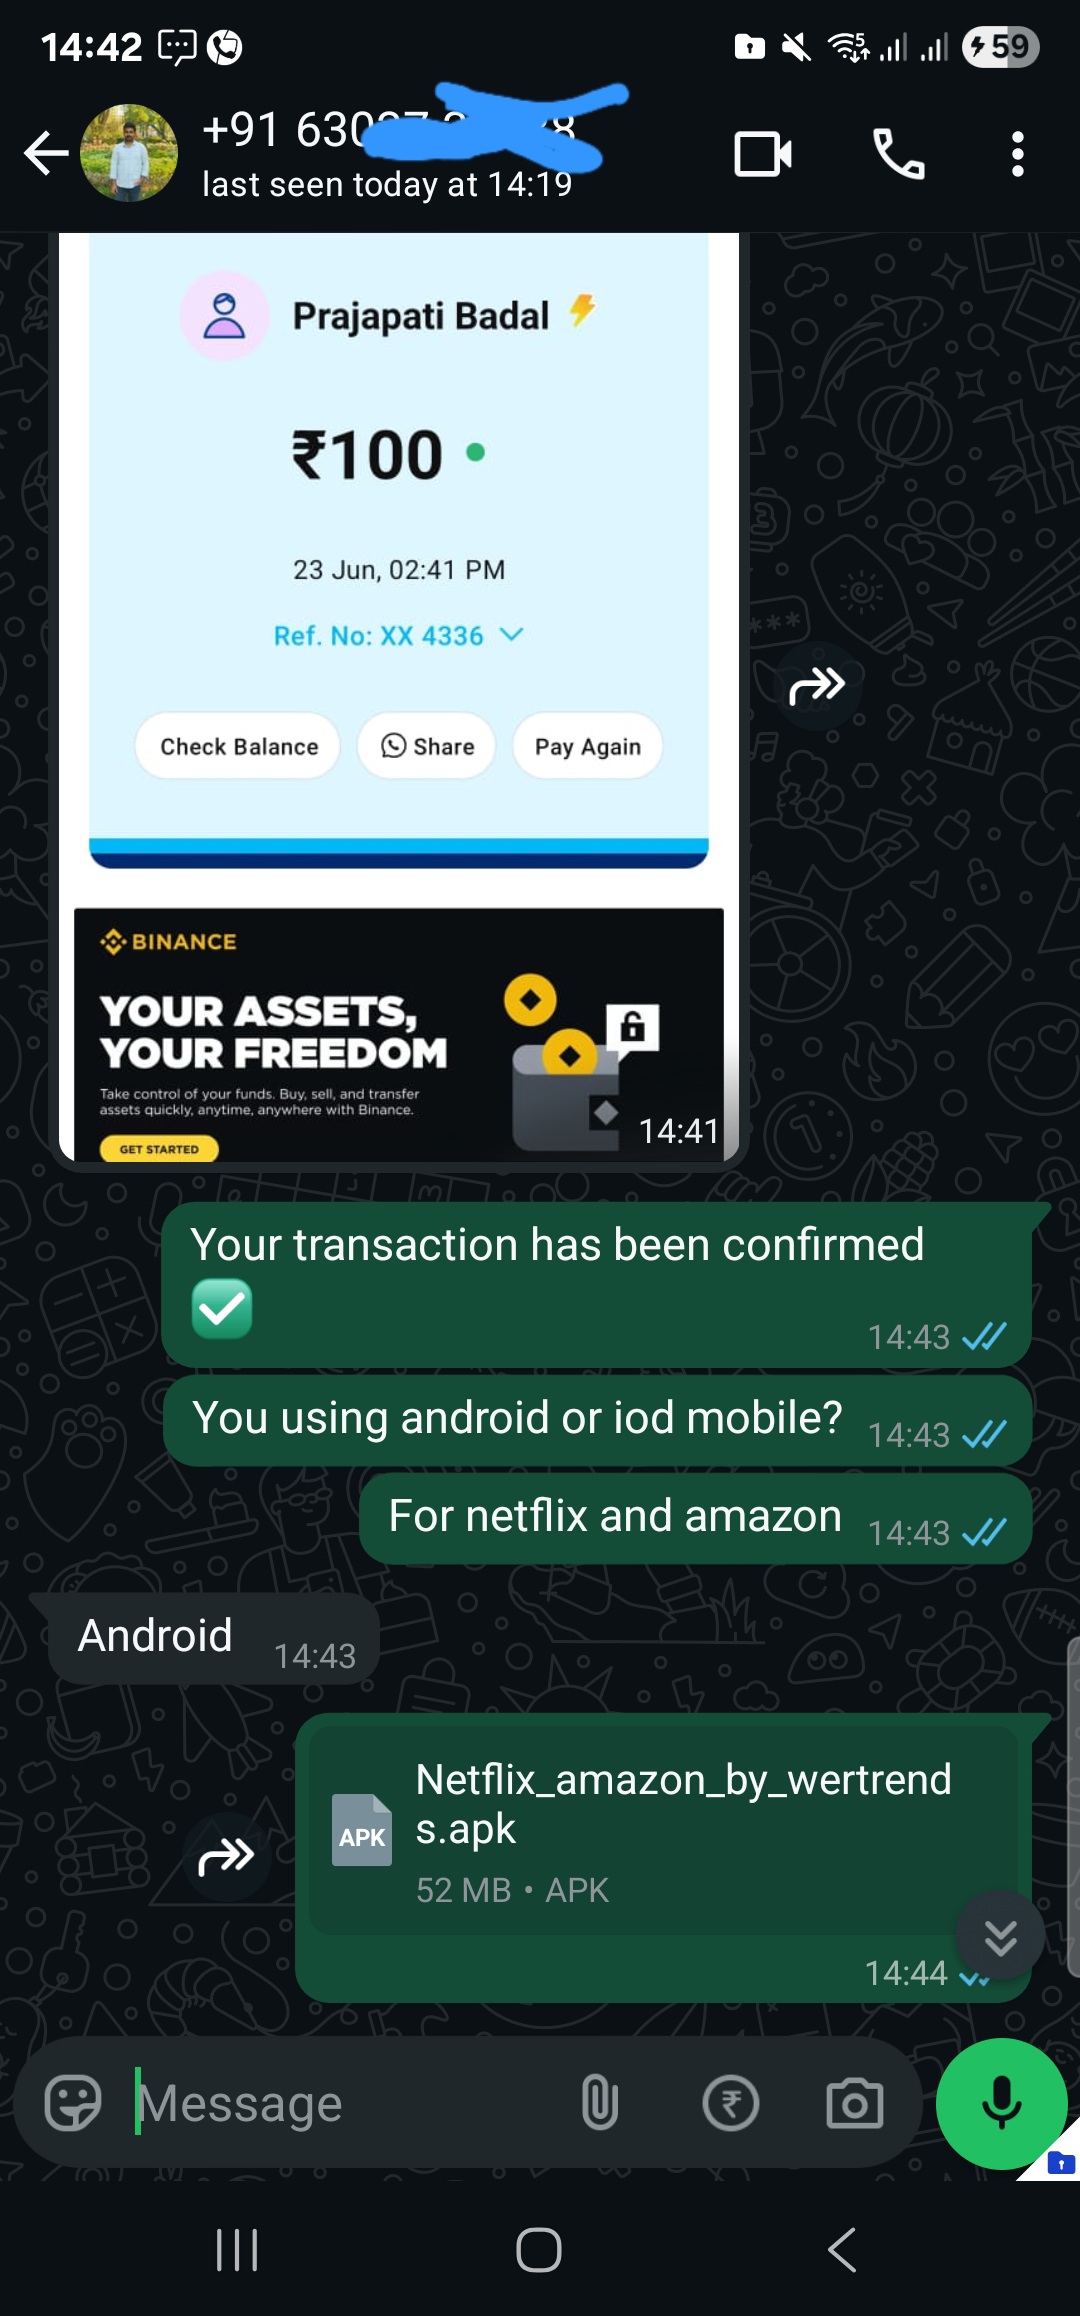 14:42
5
59
+91 630
last seen today at 14:19
Prajapati Badal
₹100
23 Jun, 02:41 PM
Ref. No: XX 4336
Check Balance
Share
Pay Again
BINANCE
YOUR ASSETS,
YOUR FREEDOM
Take control of your funds. Buy, sell, and transfer
assets quickly, anytime, anywhere with Binance.
GET STARTED
14:41
Your transaction has been confirmed
✅
14:43
You using android or iod mobile?
14:43
For netflix and amazon
14:43
Android
14:43
APK
Netflix_amazon_by_wertrend
s.apk
52 MB • APK
14:44
Message